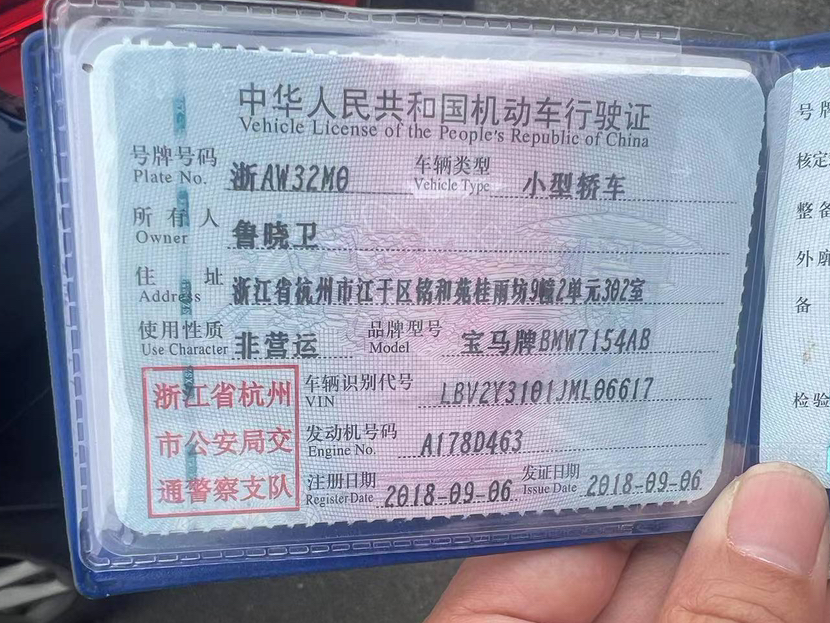 中华人民共和国机动车行驶证
Vehicle License of the People's Republic of China
号牌号码 浙AW32M0 车辆类型 小型轿车
Plate No. Vehicle Type
所有人 鲁晓卫
Owner
住址 浙江省杭州市江干区铭和苑桂雨坊9幢2单元302室
Address
使用性质 非营运 品牌型号 宝马牌BMW7154AB
Use Character Model
浙江省杭州
市公安局交
通警察支队
车辆识别代号 LBV2Y3101JML06617
VIN
发动机号码 A178D463
Engine No.
注册日期 2018-09-06 发证日期 2018-09-06
Register Date Issue Date
号牌
核定
整备
外廓
备
检验